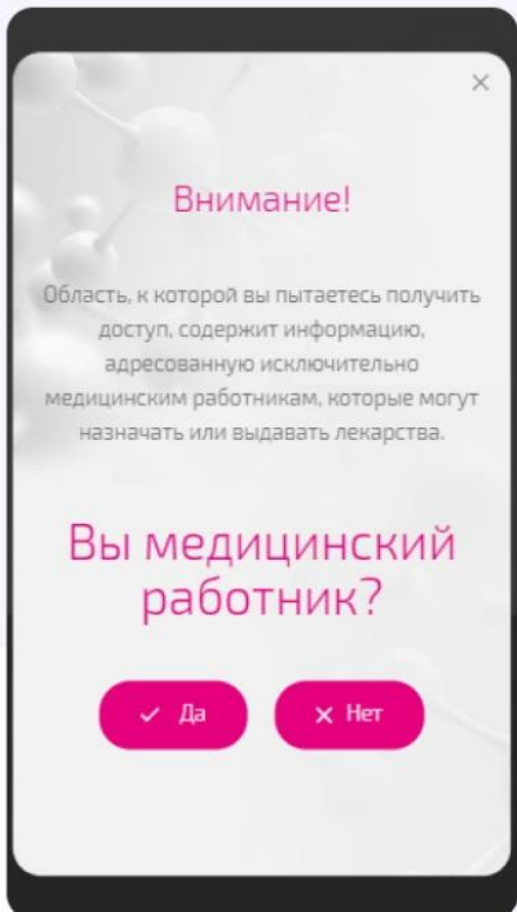 Внимание!
Область, к которой вы пытаетесь получить
доступ, содержит информацию,
адресованную исключительно
медицинским работникам, которые могут
назначать или выдавать лекарства.
Вы медицинский
работник?
Да
Нет